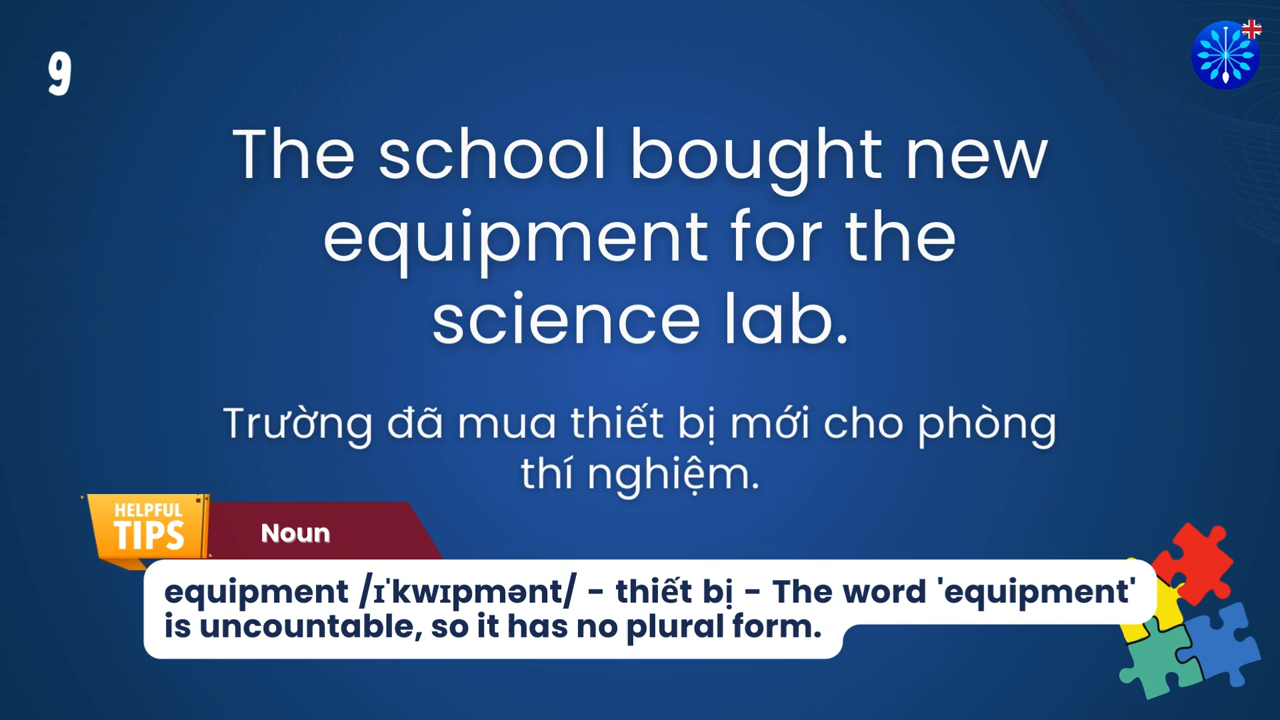 9
The school bought new
equipment for the
science lab.
Trường đã mua thiết bị mới cho phòng
thí nghiệm.
HELPFUL
TIPS
Noun
equipment /ɪˈkwɪpmənt/ - thiết bị - The word 'equipment'
is uncountable, so it has no plural form.